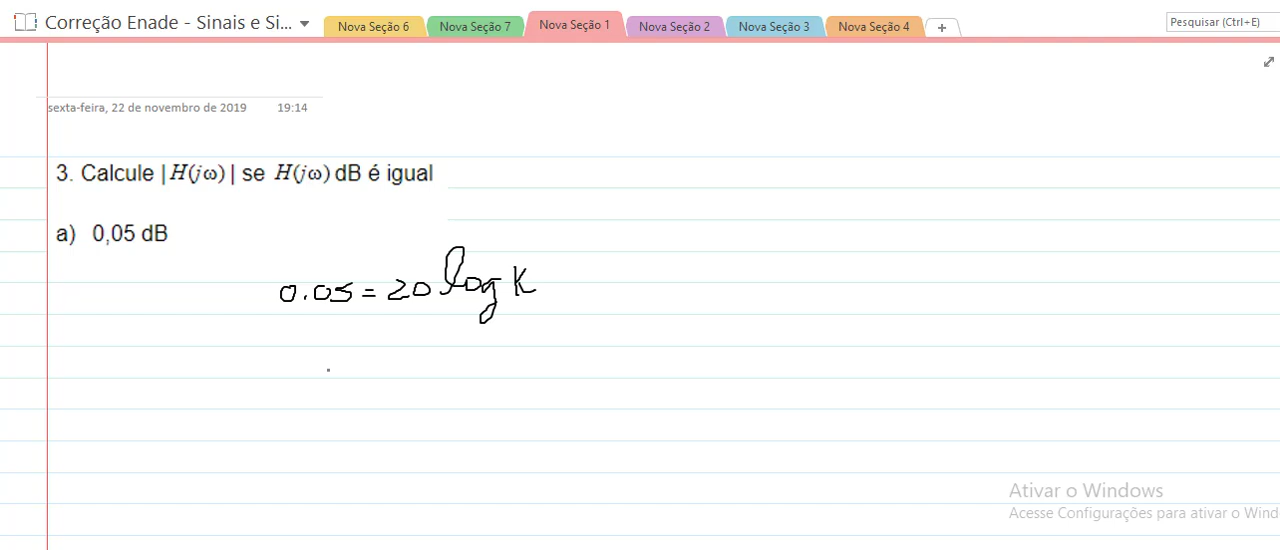 Correção Enade - Sinais e Si...
Nova Seção 6
Nova Seção 7
Nova Seção 1
Nova Seção 2
Nova Seção 3
Nova Seção 4
+
Pesquisar (Ctrl+E)
sexta-feira, 22 de novembro de 2019 19:14
3. Calcule |H(jω)| se H(jω) dB é igual
a) 0,05 dB
0.05 = 20 log K
Ativar o Windows
Acesse Configurações para ativar o Wind